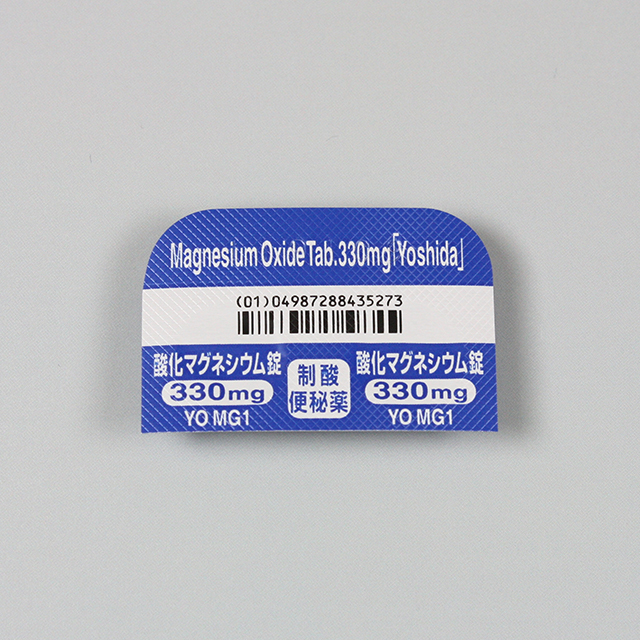 Magnesium Oxide Tab.330mg「Yoshida」
(01)04987288435273
酸化マグネシウム錠
330mg
YO MG1
制酸
便秘薬
酸化マグネシウム錠
330mg
YO MG1